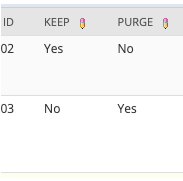 ID KEEP PURGE
02 Yes No
03 No Yes